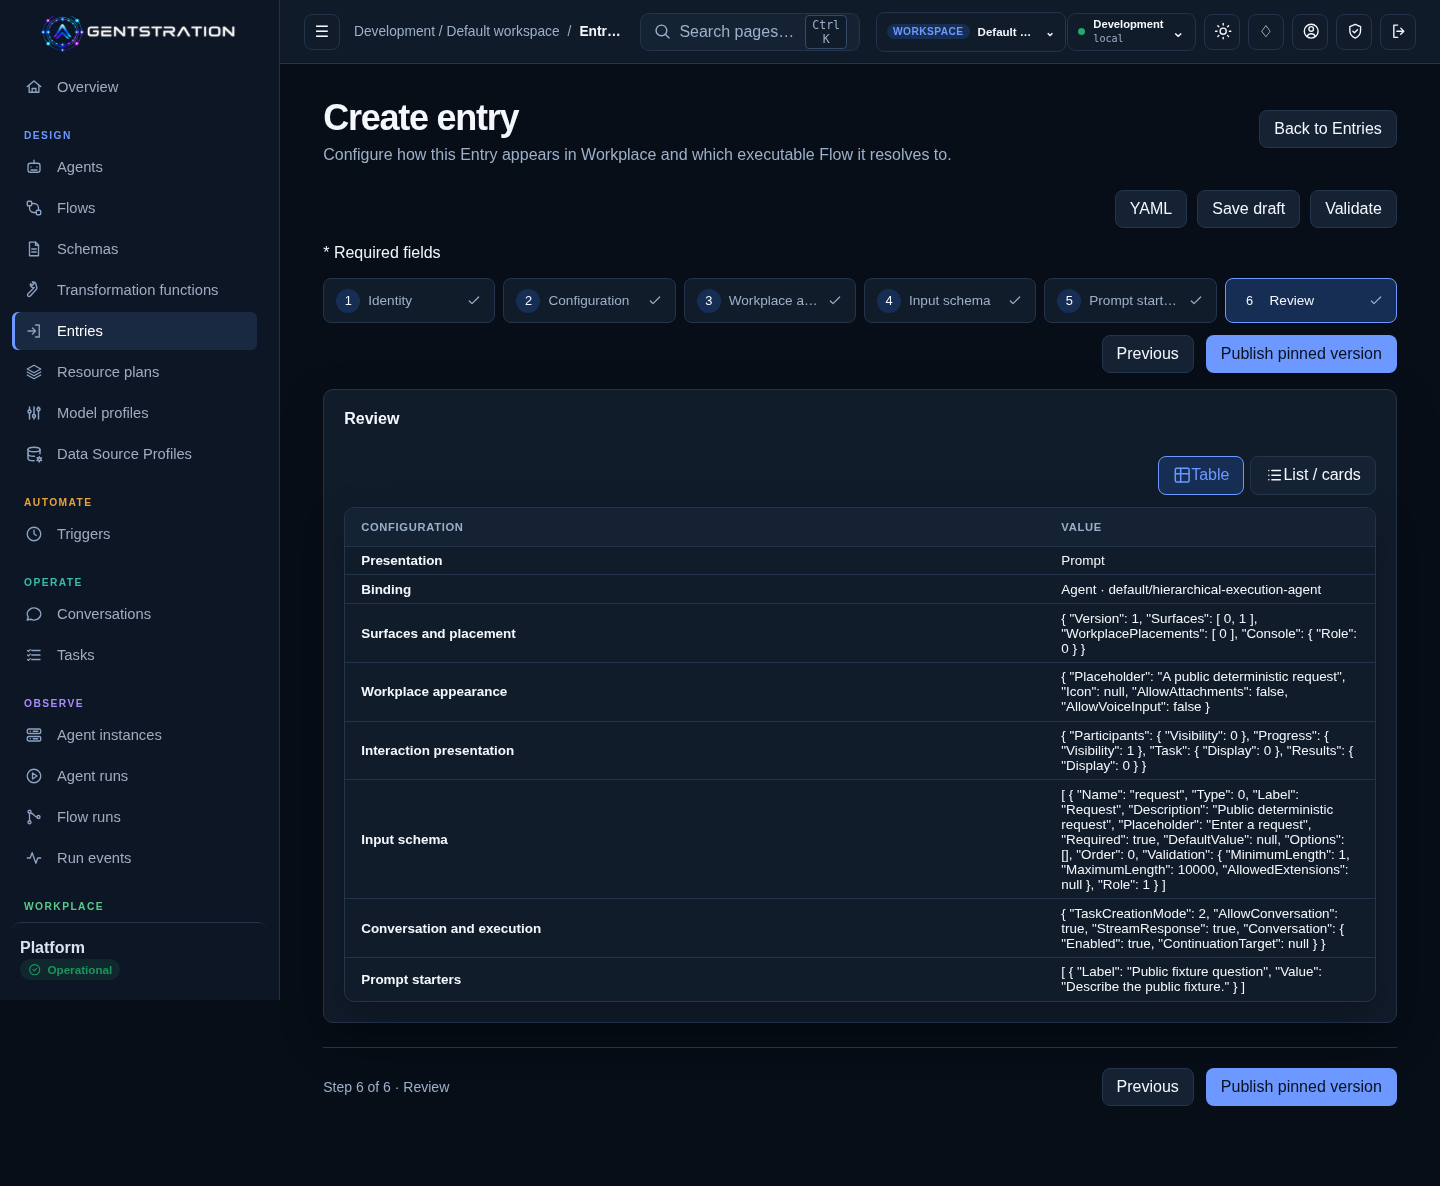 GENTSTRATION
☰
Development / Default workspace / Entr...
Search pages...
Ctrl K
WORKSPACE Default ...
Development
local
Overview
DESIGN
Agents
Flows
Schemas
Transformation functions
Entries
Resource plans
Model profiles
Data Source Profiles
AUTOMATE
Triggers
OPERATE
Conversations
Tasks
OBSERVE
Agent instances
Agent runs
Flow runs
Run events
WORKPLACE
Platform
Operational
Create entry
Configure how this Entry appears in Workplace and which executable Flow it resolves to.
Back to Entries
YAML Save draft Validate
* Required fields
1 Identity
2 Configuration
3 Workplace a...
4 Input schema
5 Prompt start...
6 Review
Previous Publish pinned version
Review
Table List / cards
CONFIGURATION VALUE
Presentation Prompt
Binding Agent · default/hierarchical-execution-agent
Surfaces and placement
{ "Version": 1, "Surfaces": [ 0, 1 ],
"WorkplacePlacements": [ 0 ], "Console": { "Role":
0 } }
Workplace appearance
{ "Placeholder": "A public deterministic request",
"Icon": null, "AllowAttachments": false,
"AllowVoiceInput": false }
Interaction presentation
{ "Participants": { "Visibility": 0 }, "Progress": {
"Visibility": 1 }, "Task": { "Display": 0 }, "Results": {
"Display": 0 } }
Input schema
[ { "Name": "request", "Type": 0, "Label":
"Request", "Description": "Public deterministic
request", "Placeholder": "Enter a request",
"Required": true, "DefaultValue": null, "Options":
[], "Order": 0, "Validation": { "MinimumLength": 1,
"MaximumLength": 10000, "AllowedExtensions":
null }, "Role": 1 } ]
Conversation and execution
{ "TaskCreationMode": 2, "AllowConversation":
true, "StreamResponse": true, "Conversation": {
"Enabled": true, "ContinuationTarget": null } }
Prompt starters
[ { "Label": "Public fixture question", "Value":
"Describe the public fixture." } ]
Step 6 of 6 · Review
Previous Publish pinned version